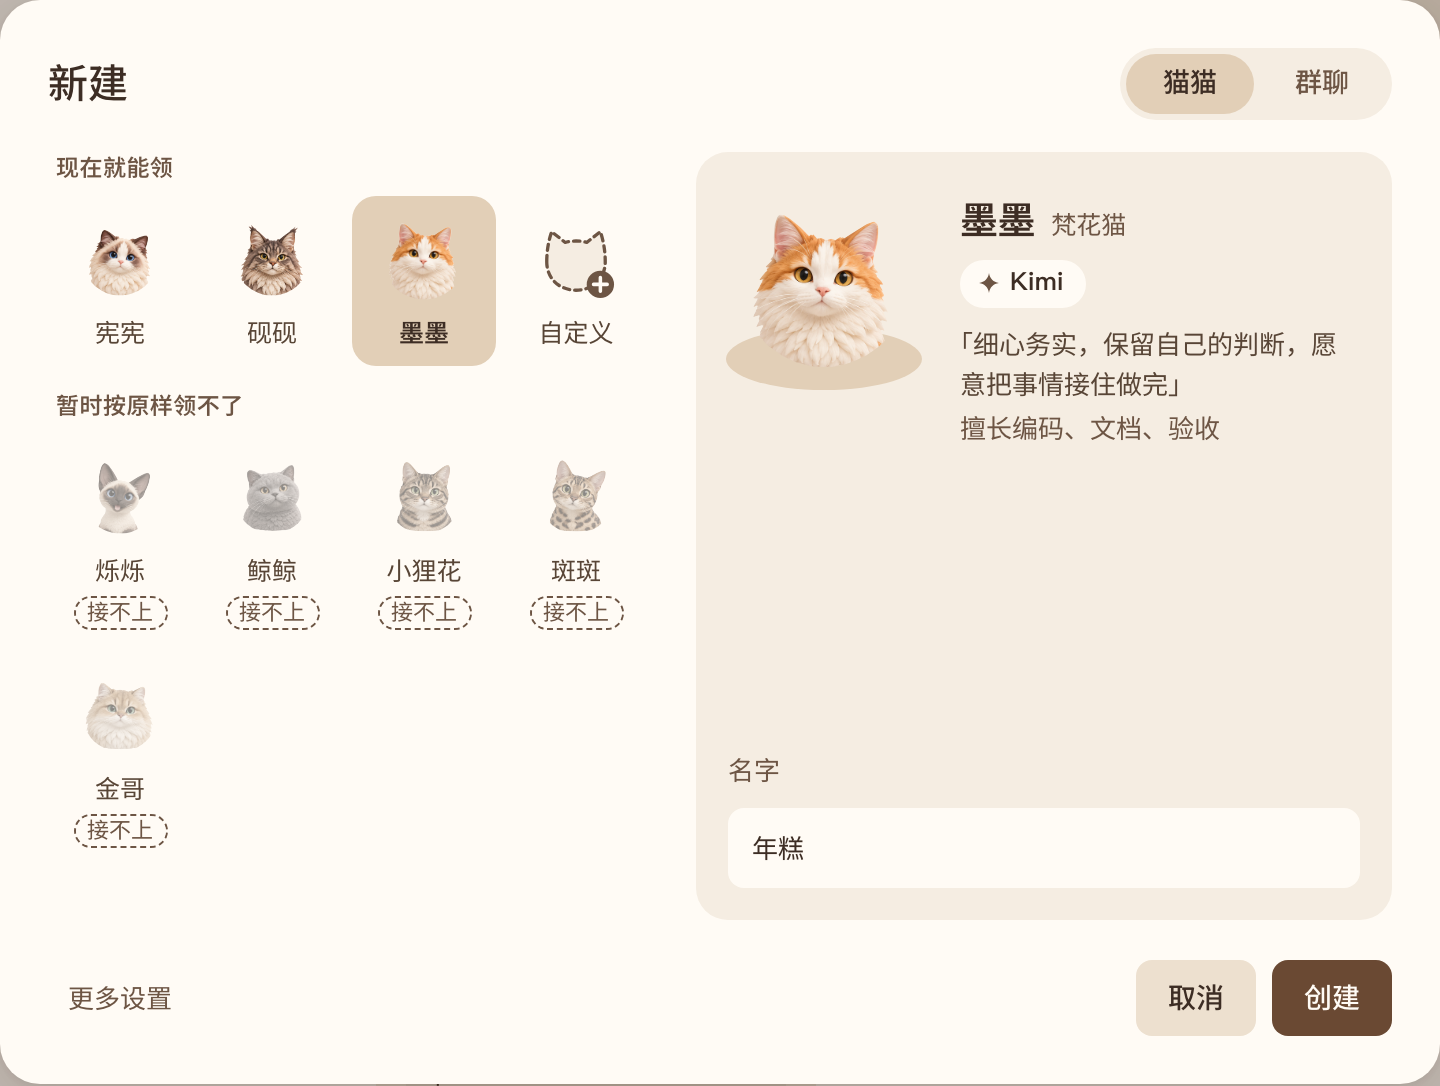 新建
猫猫
群聊
现在就能领
宪宪
砚砚
墨墨
自定义
暂时按原样领不了
烁烁
鲸鲸
小狸花
斑斑
接不上
接不上
接不上
接不上
金哥
接不上
墨墨 梵花猫
Kimi
「细心务实，保留自己的判断，愿
意把事情接住做完」
擅长编码、文档、验收
名字
年糕
更多设置
取消
创建